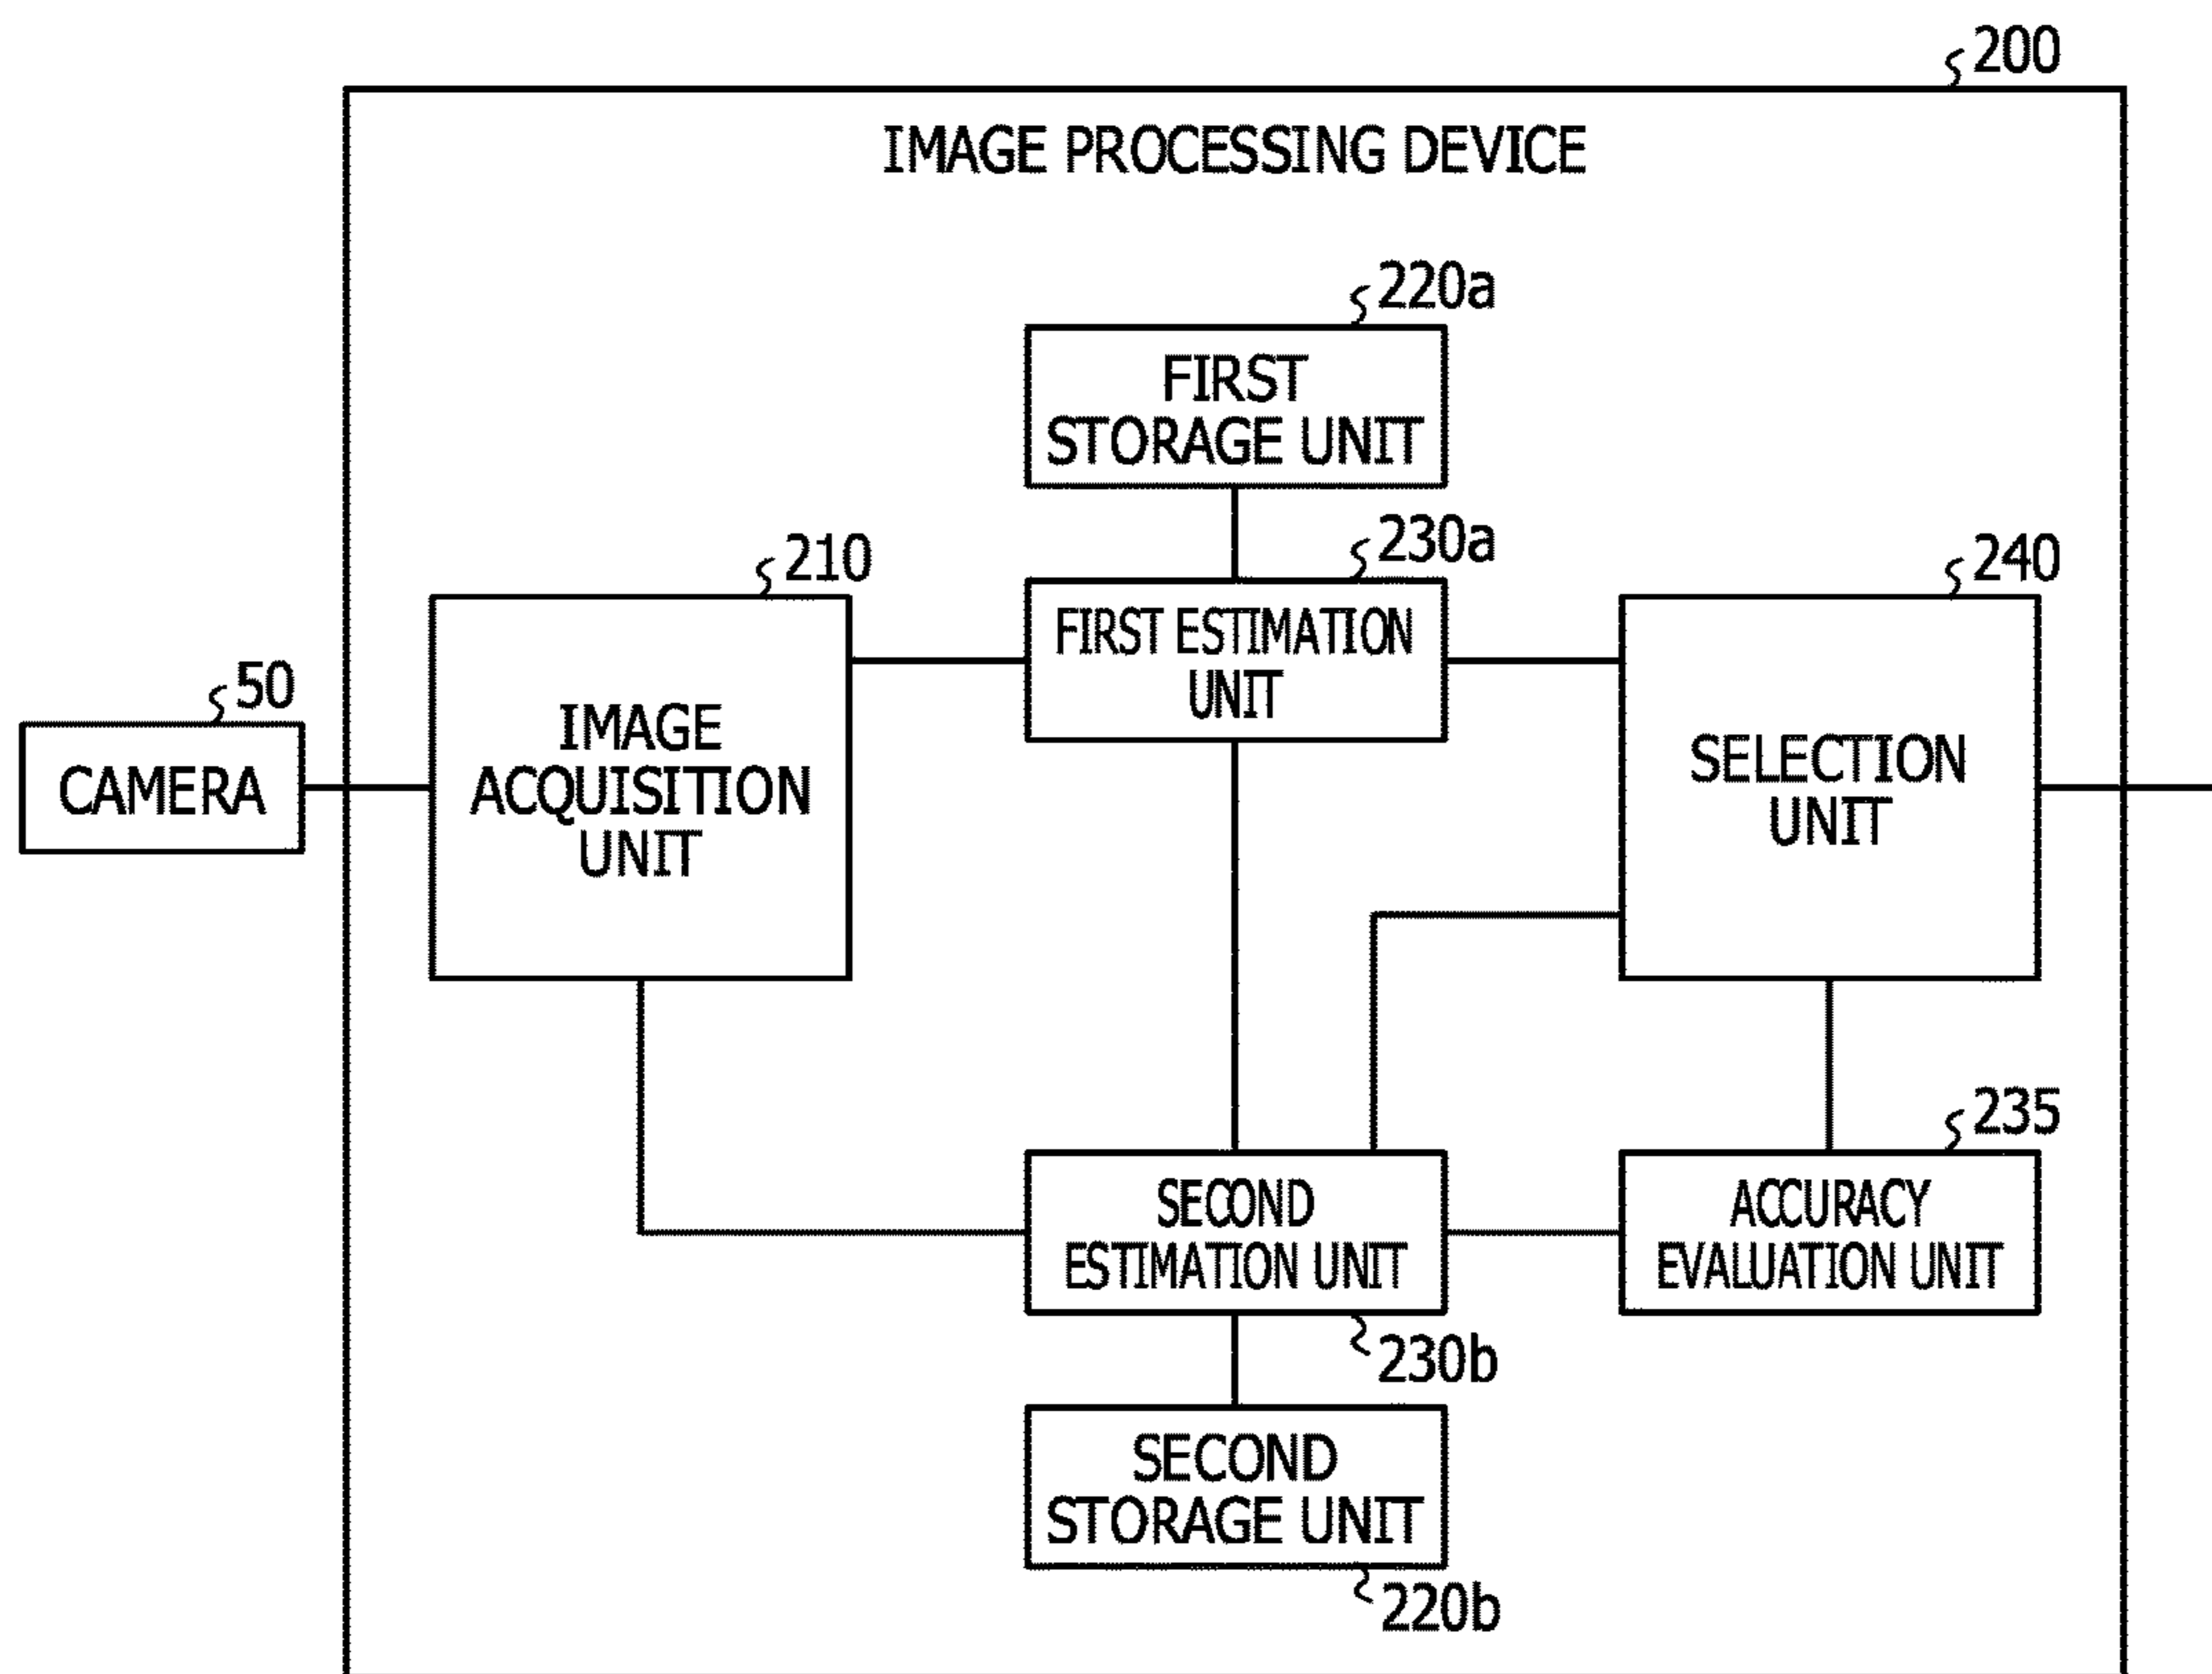 200
IMAGE PROCESSING DEVICE
220a
FIRST
STORAGE UNIT
230a
FIRST ESTIMATION
UNIT
210
IMAGE
ACQUISITION
UNIT
240
SELECTION
UNIT
50
CAMERA
235
ACCURACY
EVALUATION UNIT
SECOND
ESTIMATION UNIT
230b
SECOND
STORAGE UNIT
220b